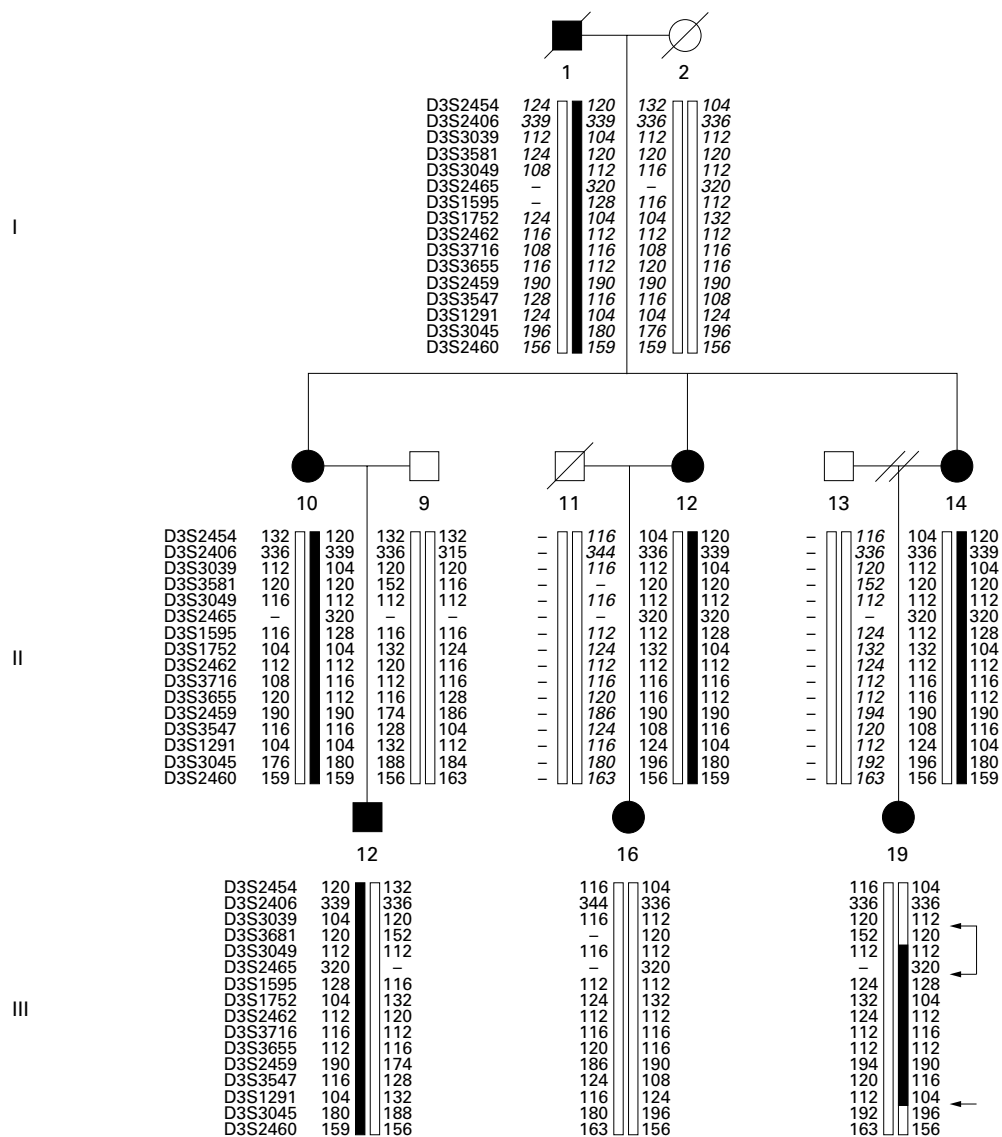 1 2
D3S2454 124 120 132 104
D3S2406 339 339 336 336
D3S3039 112 104 112 112
D3S3581 124 120 120 120
D3S3049 108 112 116 112
D3S2465 – 320 – 320
D3S1595 – 128 116 112
I
D3S1752 124 104 104 132
D3S2462 116 112 112 112
D3S3716 108 116 108 116
D3S3655 116 112 120 116
D3S2459 190 190 190 190
D3S3547 128 116 116 108
D3S1291 124 104 104 124
D3S3045 196 180 176 196
D3S2460 156 159 159 156
10 9 11 12 13 14
D3S2454 132 120 132 132 – 116 104 120 – 116 104 120
D3S2406 336 339 336 315 – 344 336 339 – 336 336 339
D3S3039 112 104 120 120 – 116 112 104 – 120 112 104
D3S3581 120 120 152 116 – – 120 120 – 152 120 120
D3S3049 116 112 112 112 – 116 112 112 – 112 112 112
D3S2465 – 320 – – – – 320 320 – – 320 320
D3S1595 116 128 116 116 – 112 112 128 – 124 112 128
II
D3S1752 104 104 132 124 – 124 132 104 – 132 132 104
D3S2462 112 112 120 116 – 112 112 112 – 124 112 112
D3S3716 108 116 112 116 – 116 116 116 – 112 116 116
D3S3655 120 112 116 128 – 120 116 112 – 112 116 112
D3S2459 190 190 174 186 – 186 190 190 – 194 190 190
D3S3547 116 116 128 104 – 124 108 116 – 120 108 116
D3S1291 104 104 132 112 – 116 124 104 – 112 124 104
D3S3045 176 180 188 184 – 180 196 180 – 192 196 180
D3S2460 159 159 156 163 – 163 156 159 – 163 156 159
12 16 19
D3S2454 120 132 116 104 116 104
D3S2406 339 336 344 336 336 336
D3S3039 104 120 116 112 120 112
D3S3681 120 152 – 120 152 120
D3S3049 112 112 116 112 112 112
D3S2465 320 – – 320 – 320
D3S1595 128 116 112 112 124 128
D3S1752 104 132 124 132 132 104
III
D3S2462 112 120 112 112 124 112
D3S3716 116 112 116 116 112 116
D3S3655 112 116 120 116 112 112
D3S2459 190 174 186 190 194 190
D3S3547 116 128 124 108 120 116
D3S1291 104 132 116 124 112 104
D3S3045 180 188 180 196 192 196
D3S2460 159 156 163 156 163 156